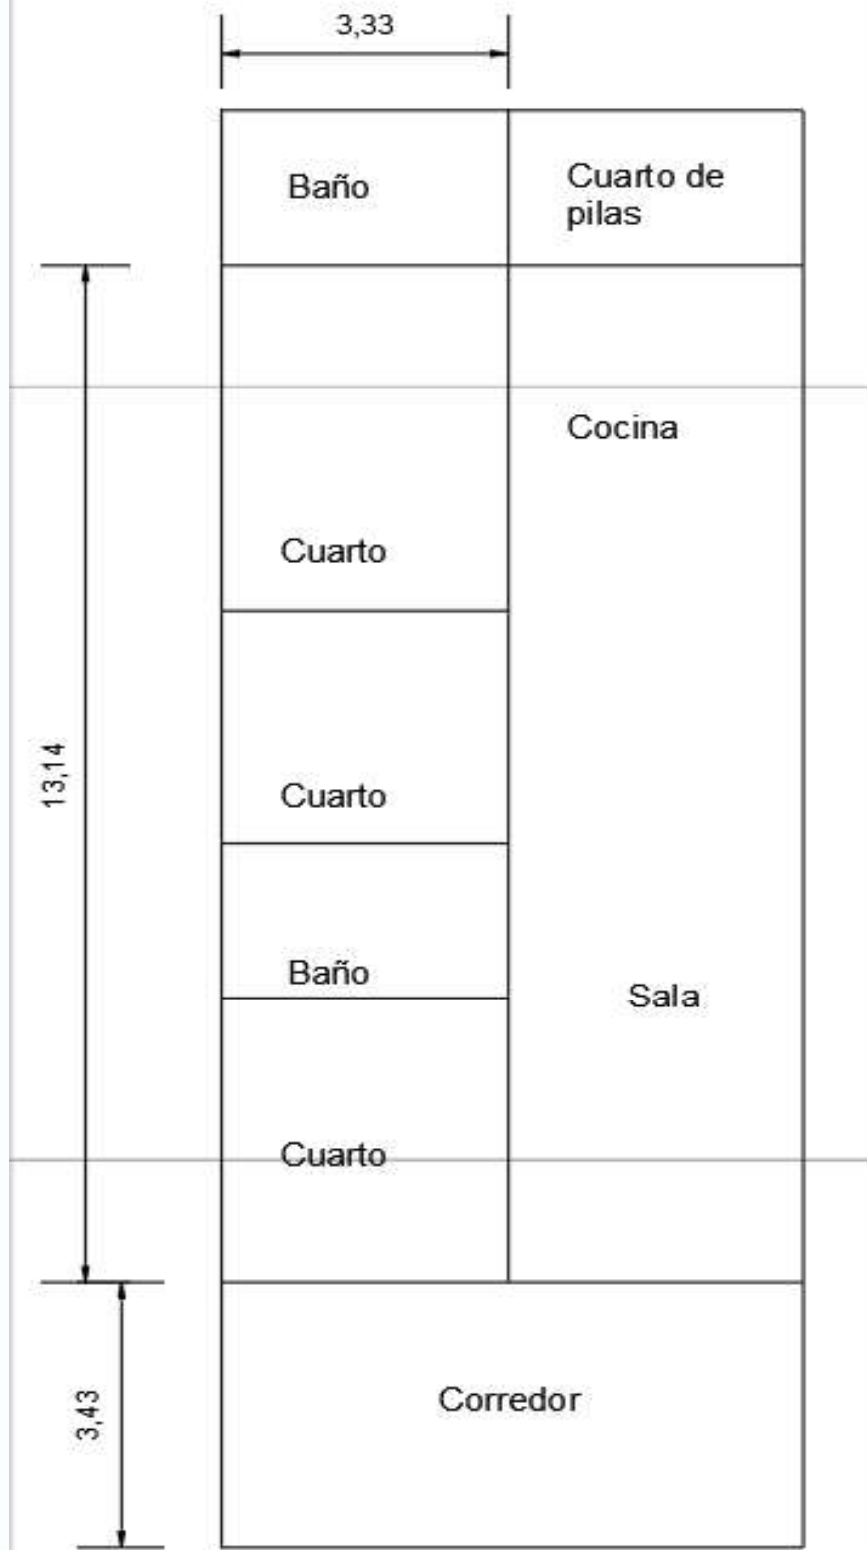 3,33
Baño
Cuarto de
pilas
Cocina
Cuarto
13,14
Cuarto
Baño
Sala
Cuarto
3,43
Corredor